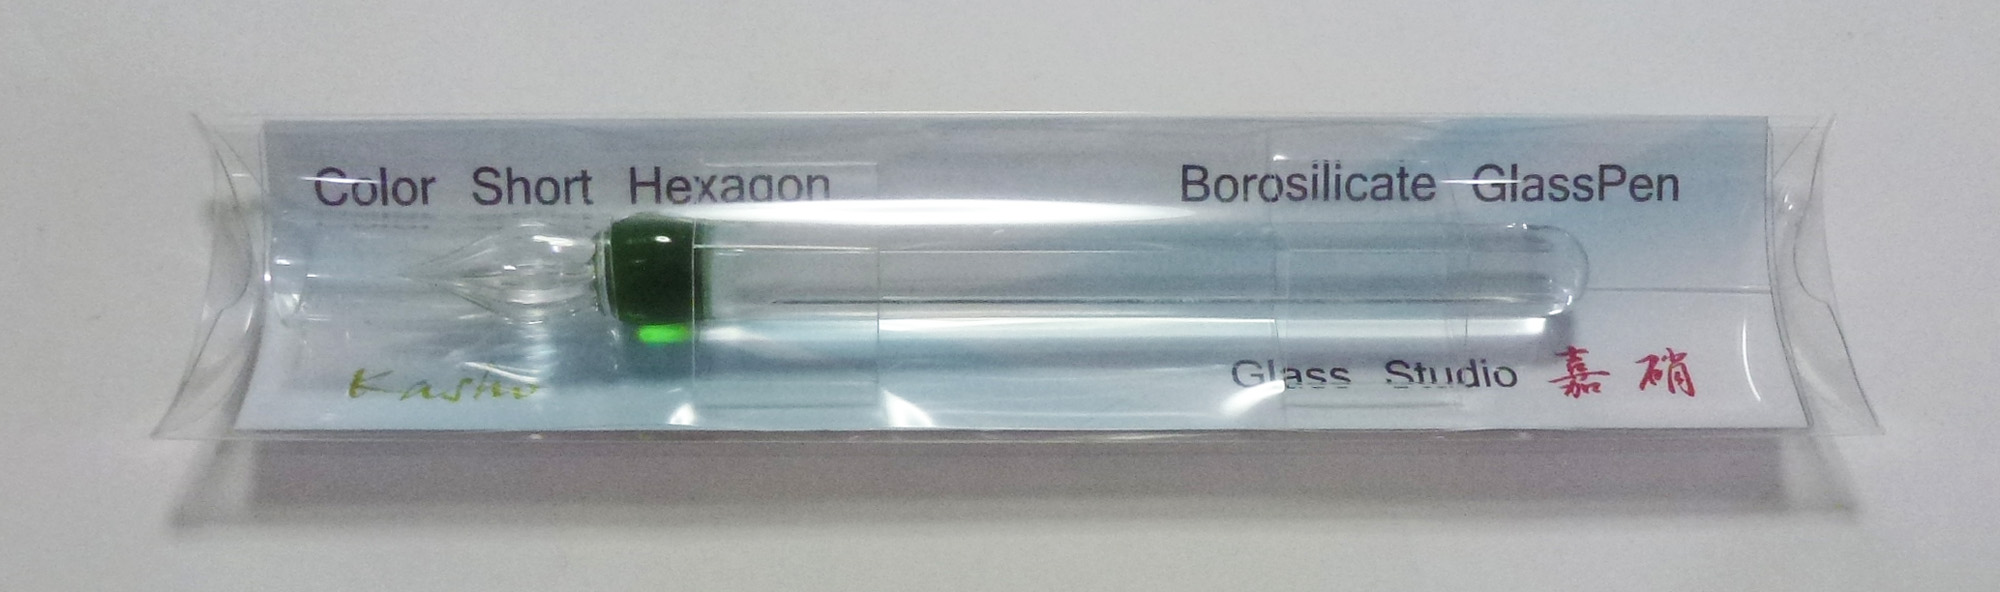 Color Short Hexagon
Borosilicate GlassPen
Kasho
Glass Studio 嘉硝